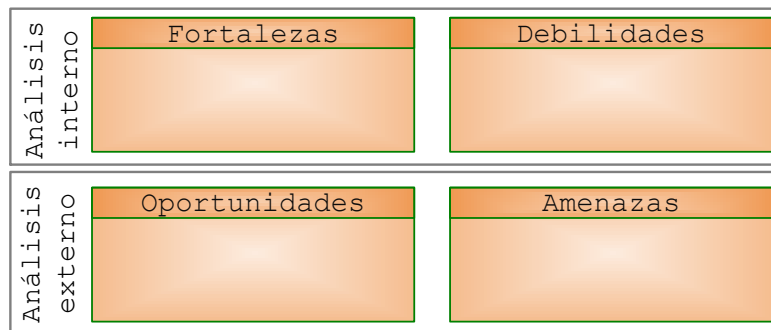 Análisis
interno
Fortalezas
Debilidades
Análisis
externo
Oportunidades
Amenazas